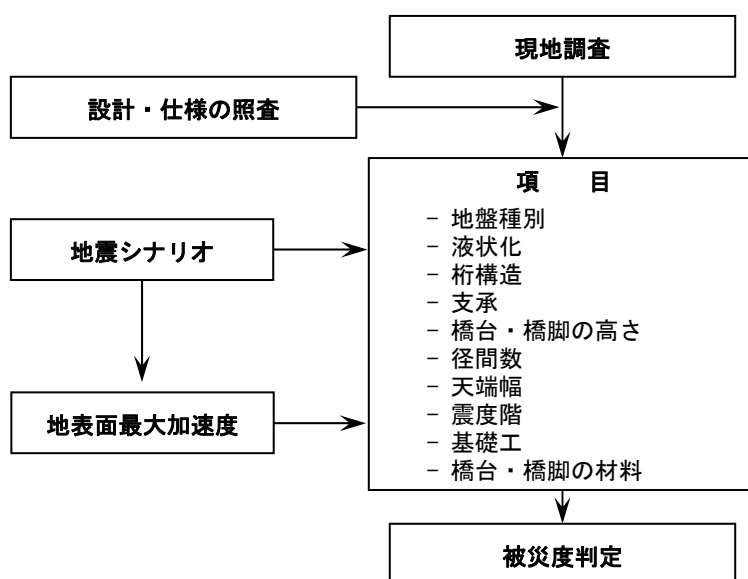 現地調査
設計・仕様の照査
項　　目
- 地盤種別
- 液状化
- 桁構造
- 支承
- 橋台・橋脚の高さ
- 径間数
- 天端幅
- 震度階
- 基礎工
- 橋台・橋脚の材料
地震シナリオ
地表面最大加速度
被災度判定